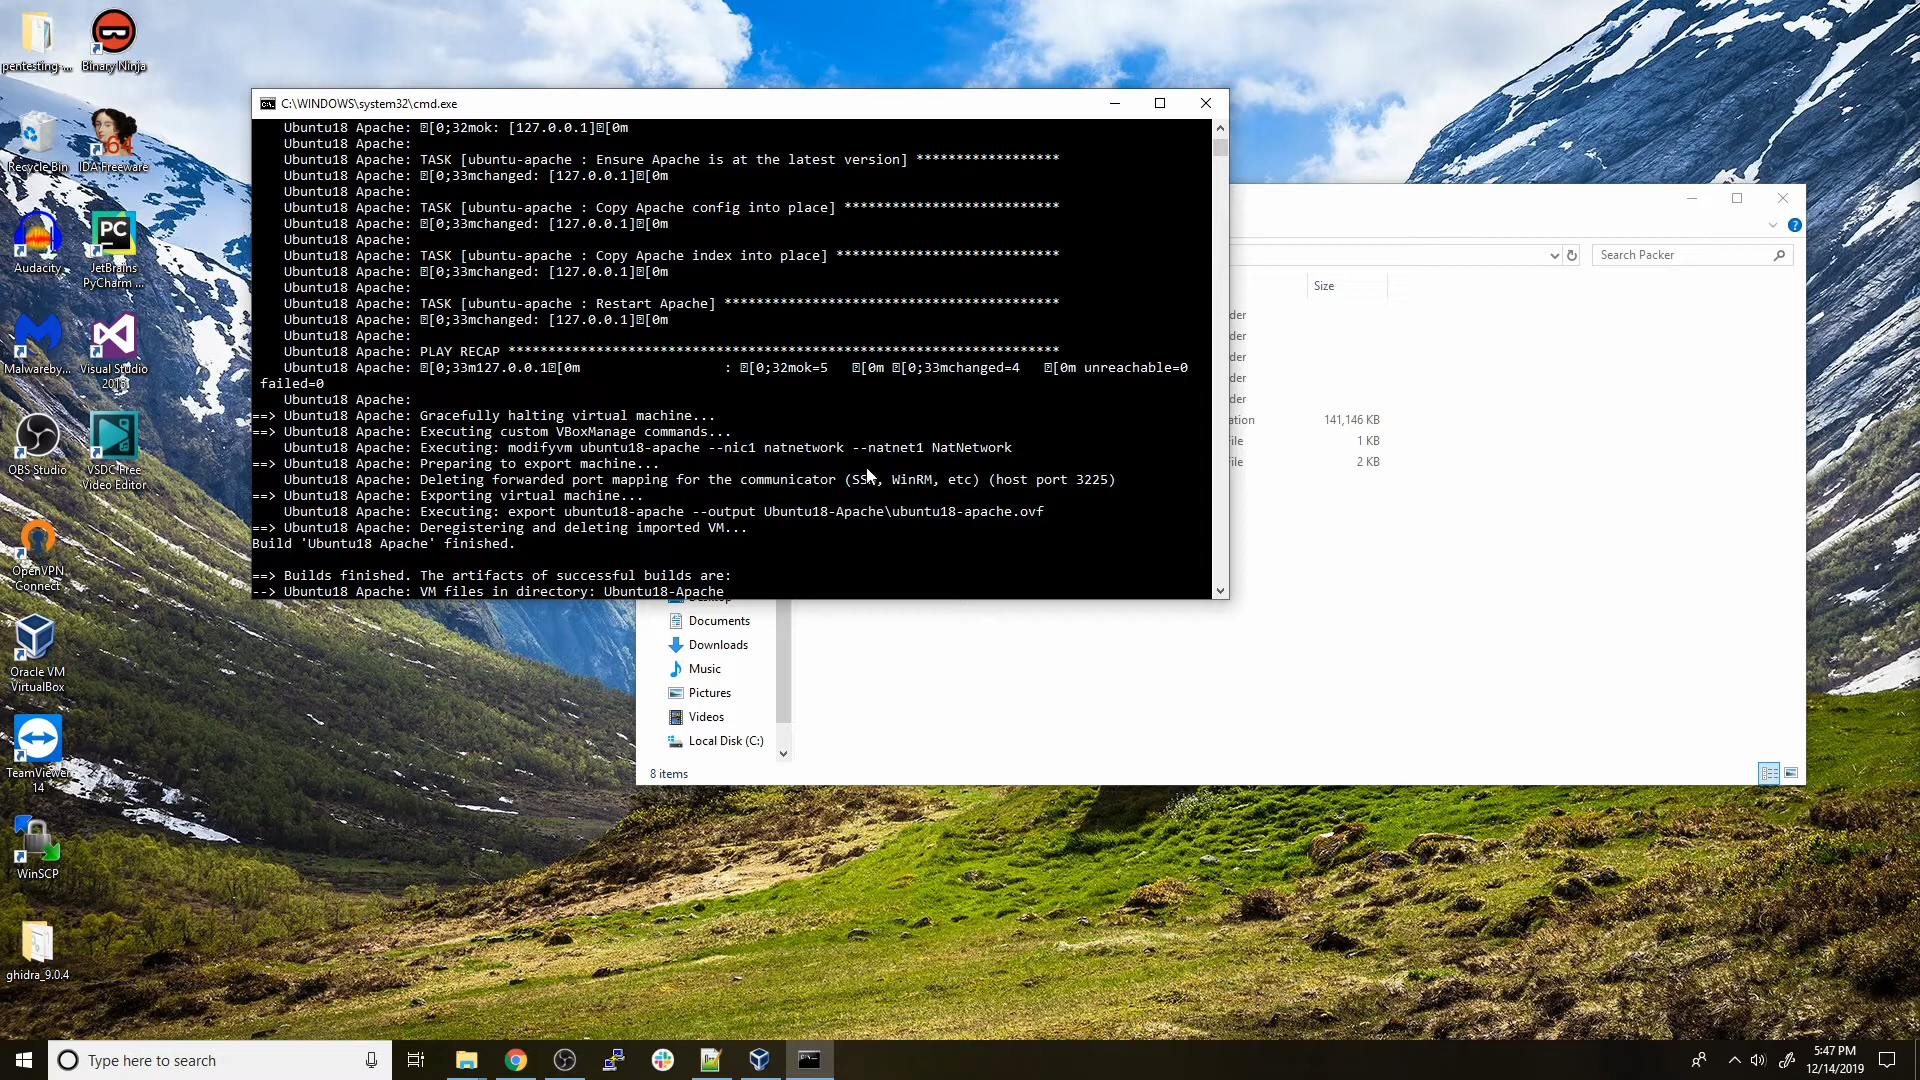 pentesting-...
Binary Ninja
Recycle Bin
IDA Freeware
64
Audacity
PC
JetBrains
PyCharm ...
Malwareby...
Visual Studio
2013
OBS Studio
VSDC Free
Video Editor
OpenVPN
Connect
Oracle VM
VirtualBox
TeamViewer
14
WinSCP
ghidra_9.0.4
C:\WINDOWS\system32\cmd.exe
Ubuntu18 Apache: [0;32mok: [127.0.0.1][0m
Ubuntu18 Apache:
Ubuntu18 Apache: TASK [ubuntu-apache : Ensure Apache is at the latest version] ******************
Ubuntu18 Apache: [0;33mchanged: [127.0.0.1][0m
Ubuntu18 Apache:
Ubuntu18 Apache: TASK [ubuntu-apache : Copy Apache config into place] ***************************
Ubuntu18 Apache: [0;33mchanged: [127.0.0.1][0m
Ubuntu18 Apache:
Ubuntu18 Apache: TASK [ubuntu-apache : Copy Apache index into place] ****************************
Ubuntu18 Apache: [0;33mchanged: [127.0.0.1][0m
Ubuntu18 Apache:
Ubuntu18 Apache: TASK [ubuntu-apache : Restart Apache] ******************************************
Ubuntu18 Apache: [0;33mchanged: [127.0.0.1][0m
Ubuntu18 Apache:
Ubuntu18 Apache: PLAY RECAP *********************************************************************
Ubuntu18 Apache: [0;33m127.0.0.1[0m                  : [0;32mok=5   [0m [0;33mchanged=4   [0m unreachable=0
failed=0
Ubuntu18 Apache:
==> Ubuntu18 Apache: Gracefully halting virtual machine...
==> Ubuntu18 Apache: Executing custom VBoxManage commands...
Ubuntu18 Apache: Executing: modifyvm ubuntu18-apache --nic1 natnetwork --natnet1 NatNetwork
==> Ubuntu18 Apache: Preparing to export machine...
Ubuntu18 Apache: Deleting forwarded port mapping for the communicator (SSH, WinRM, etc) (host port 3225)
==> Ubuntu18 Apache: Exporting virtual machine...
Ubuntu18 Apache: Executing: export ubuntu18-apache --output Ubuntu18-Apache\ubuntu18-apache.ovf
==> Ubuntu18 Apache: Deregistering and deleting imported VM...
Build 'Ubuntu18 Apache' finished.
==> Builds finished. The artifacts of successful builds are:
--> Ubuntu18 Apache: VM files in directory: Ubuntu18-Apache
Search Packer
Size
der
der
der
der
der
ation 141,146 KB
ile 1 KB
ile 2 KB
Desktop
Documents
Downloads
Music
Pictures
Videos
Local Disk (C:)
8 items
Type here to search
5:47 PM
12/14/2019